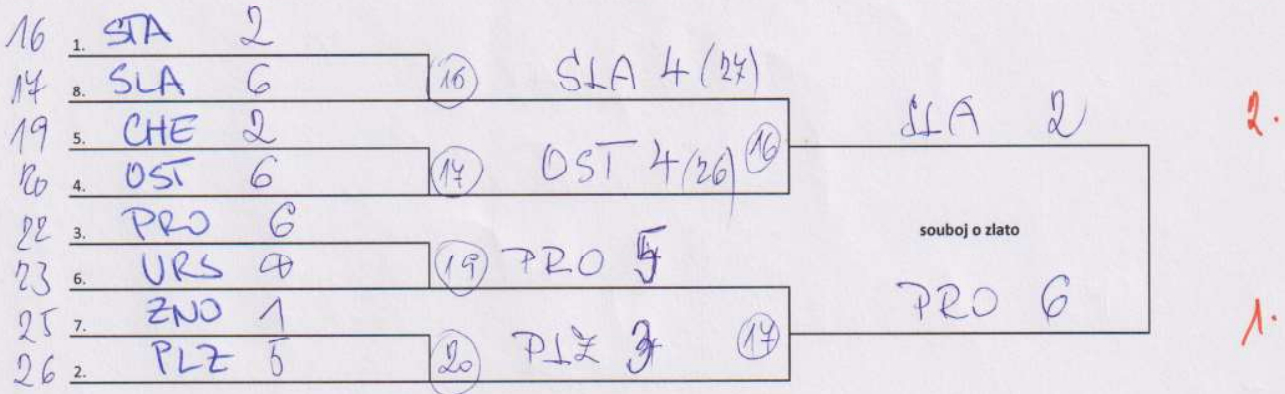 16 1. STA 2
17 8. SLA 6
16 SLA 4 (27)
19 5. CHE 2
20 4. OST 6
17 OST 4 (26)
16
SLA 2
2.
22 3. PRO 6
23 6. URS
19 PRO 5
25 7. ZNO 1
26 2. PLZ 5
20 PLZ 3
17
souboj o zlato
PRO 6
1.